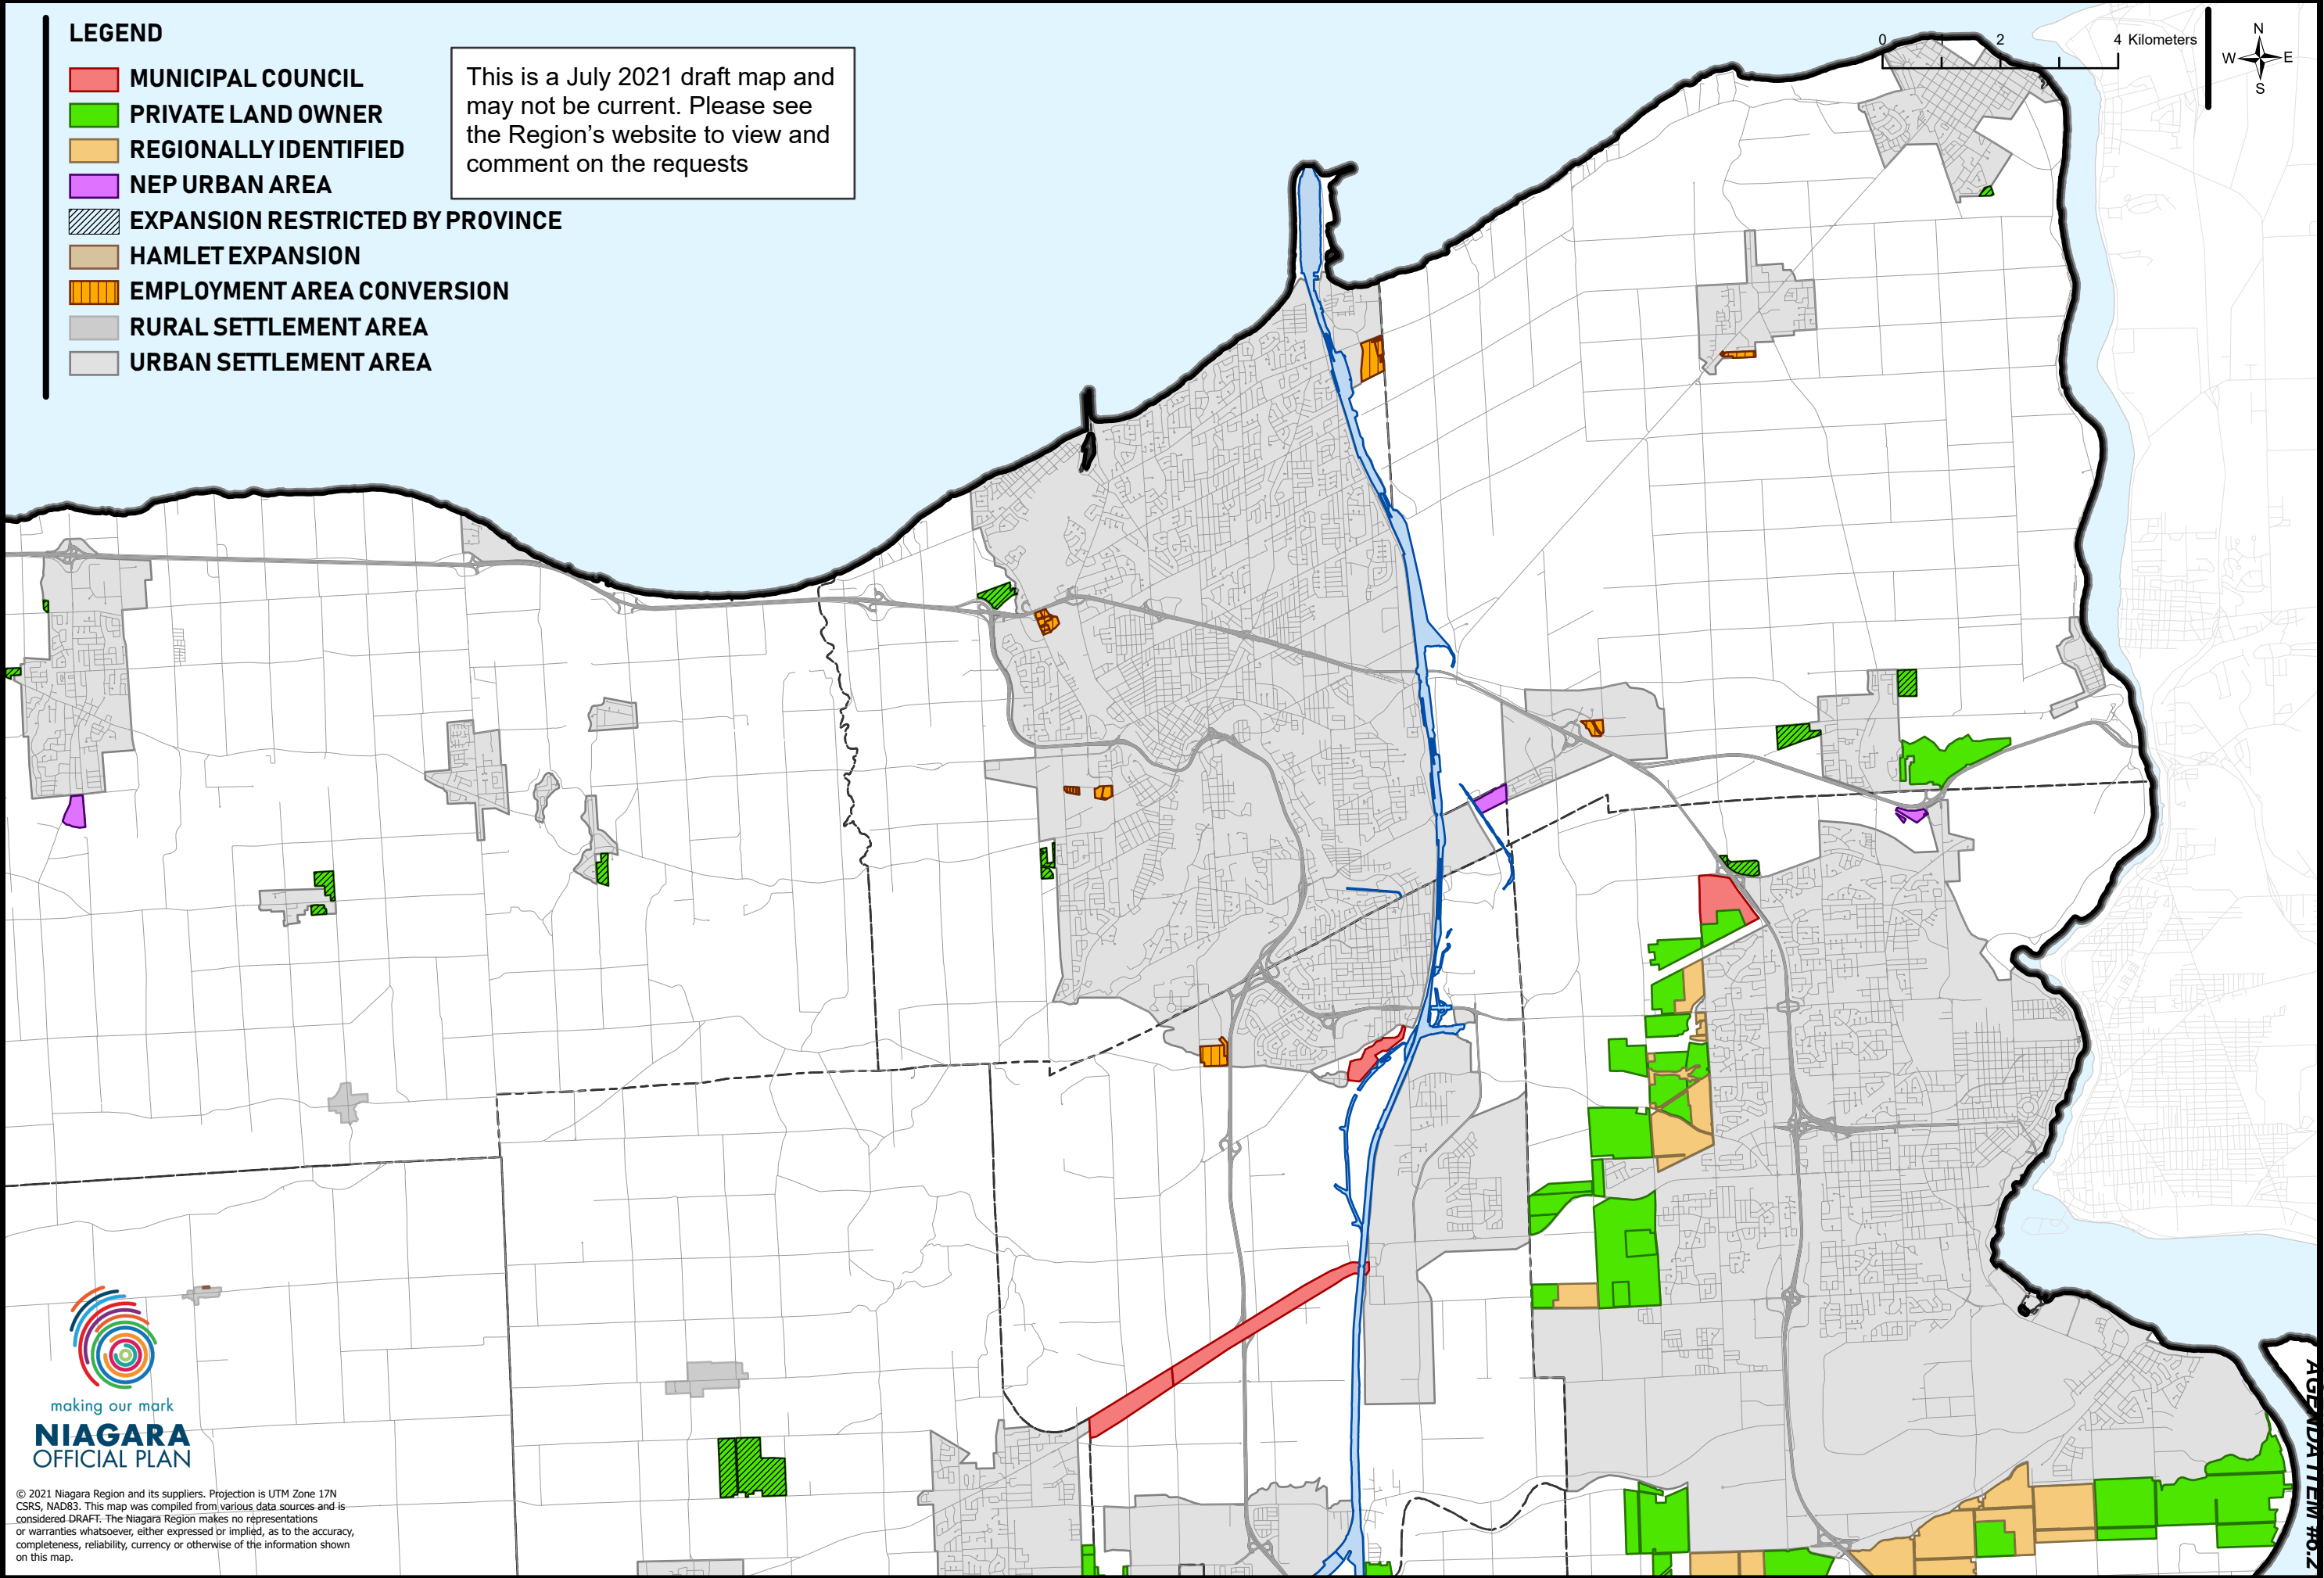 LEGEND
MUNICIPAL COUNCIL
PRIVATE LAND OWNER
REGIONALLY IDENTIFIED
NEP URBAN AREA
EXPANSION RESTRICTED BY PROVINCE
HAMLET EXPANSION
EMPLOYMENT AREA CONVERSION
RURAL SETTLEMENT AREA
URBAN SETTLEMENT AREA
This is a July 2021 draft map and
may not be current. Please see
the Region's website to view and
comment on the requests
0 2 4 Kilometers
N
W E
S
making our mark
NIAGARA
OFFICIAL PLAN
© 2021 Niagara Region and its suppliers. Projection is UTM Zone 17N
CSRS, NAD83. This map was compiled from various data sources and is
considered DRAFT. The Niagara Region makes no representations
or warranties whatsoever, either expressed or implied, as to the accuracy,
completeness, reliability, currency or otherwise of the information shown
on this map.
AGENDA ITEM #6.2